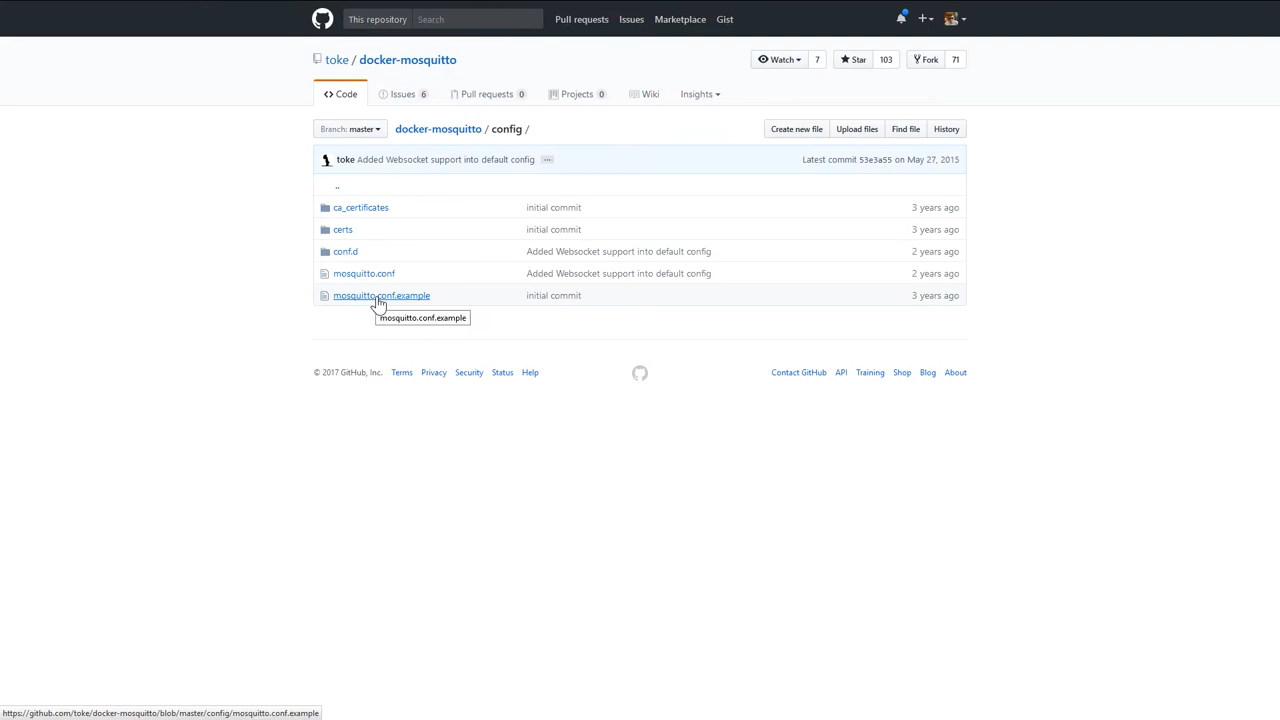 This repository Search Pull requests Issues Marketplace Gist
toke / docker-mosquitto Watch 7 Star 103 Fork 71
Code Issues 6 Pull requests 0 Projects 0 Wiki Insights
Branch: master docker-mosquitto / config / Create new file Upload files Find file History
toke Added Websocket support into default config ... Latest commit 53e3a55 on May 27, 2015
..
ca_certificates initial commit 3 years ago
certs initial commit 3 years ago
conf.d Added Websocket support into default config 2 years ago
mosquitto.conf Added Websocket support into default config 2 years ago
mosquitto.conf.example initial commit 3 years ago
mosquitto.conf.example
© 2017 GitHub, Inc. Terms Privacy Security Status Help Contact GitHub API Training Shop Blog About
https://github.com/toke/docker-mosquitto/blob/master/config/mosquitto.conf.example